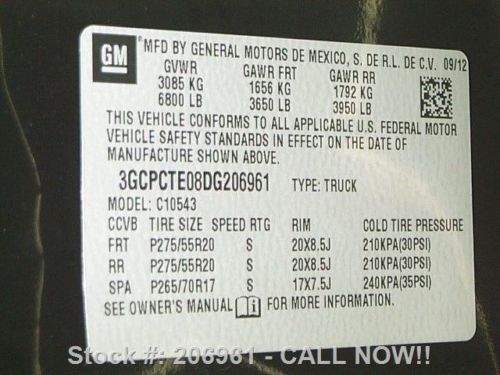 GM MFD BY GENERAL MOTORS DE MEXICO, S. DE R.L. DE C.V. 09/12
GVWR GAWR FRT GAWR RR
3085 KG 1656 KG 1792 KG
6800 LB 3650 LB 3950 LB
THIS VEHICLE CONFORMS TO ALL APPLICABLE U.S. FEDERAL MOTOR
VEHICLE SAFETY STANDARDS IN EFFECT ON THE DATE OF
MANUFACTURE SHOWN ABOVE.
3GCPCTE08DG206961 TYPE: TRUCK
MODEL: C10543
CCVB TIRE SIZE SPEED RTG RIM COLD TIRE PRESSURE
FRT P275/55R20 S 20X8.5J 210KPA(30PSI)
RR P275/55R20 S 20X8.5J 210KPA(30PSI)
SPA P265/70R17 S 17X7.5J 240KPA(35PSI)
SEE OWNER'S MANUAL FOR MORE INFORMATION.
Stock #: 206961 - CALL NOW!!